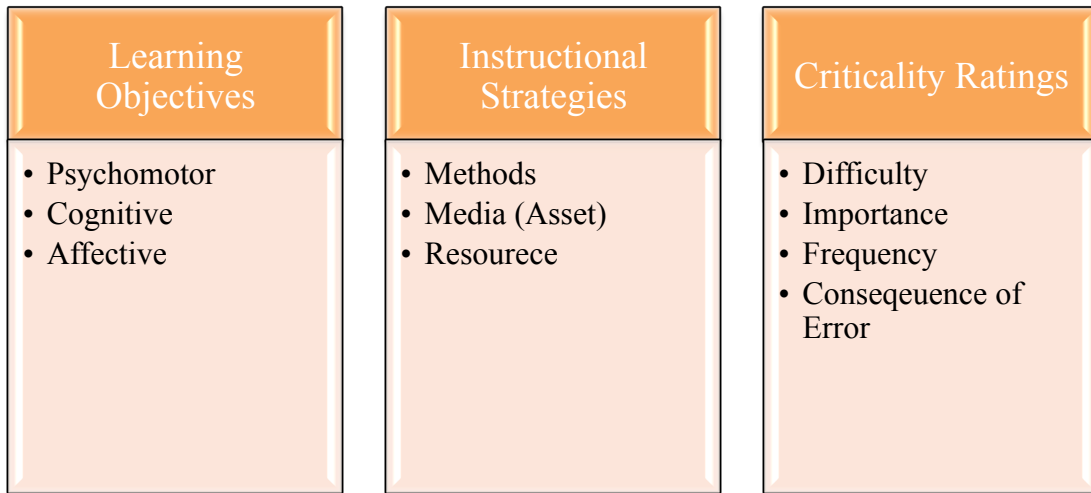 Learning
Objectives
• Psychomotor
• Cognitive
• Affective
Instructional
Strategies
• Methods
• Media (Asset)
• Resourece
Criticality Ratings
• Difficulty
• Importance
• Frequency
• Conseqeuence of
Error